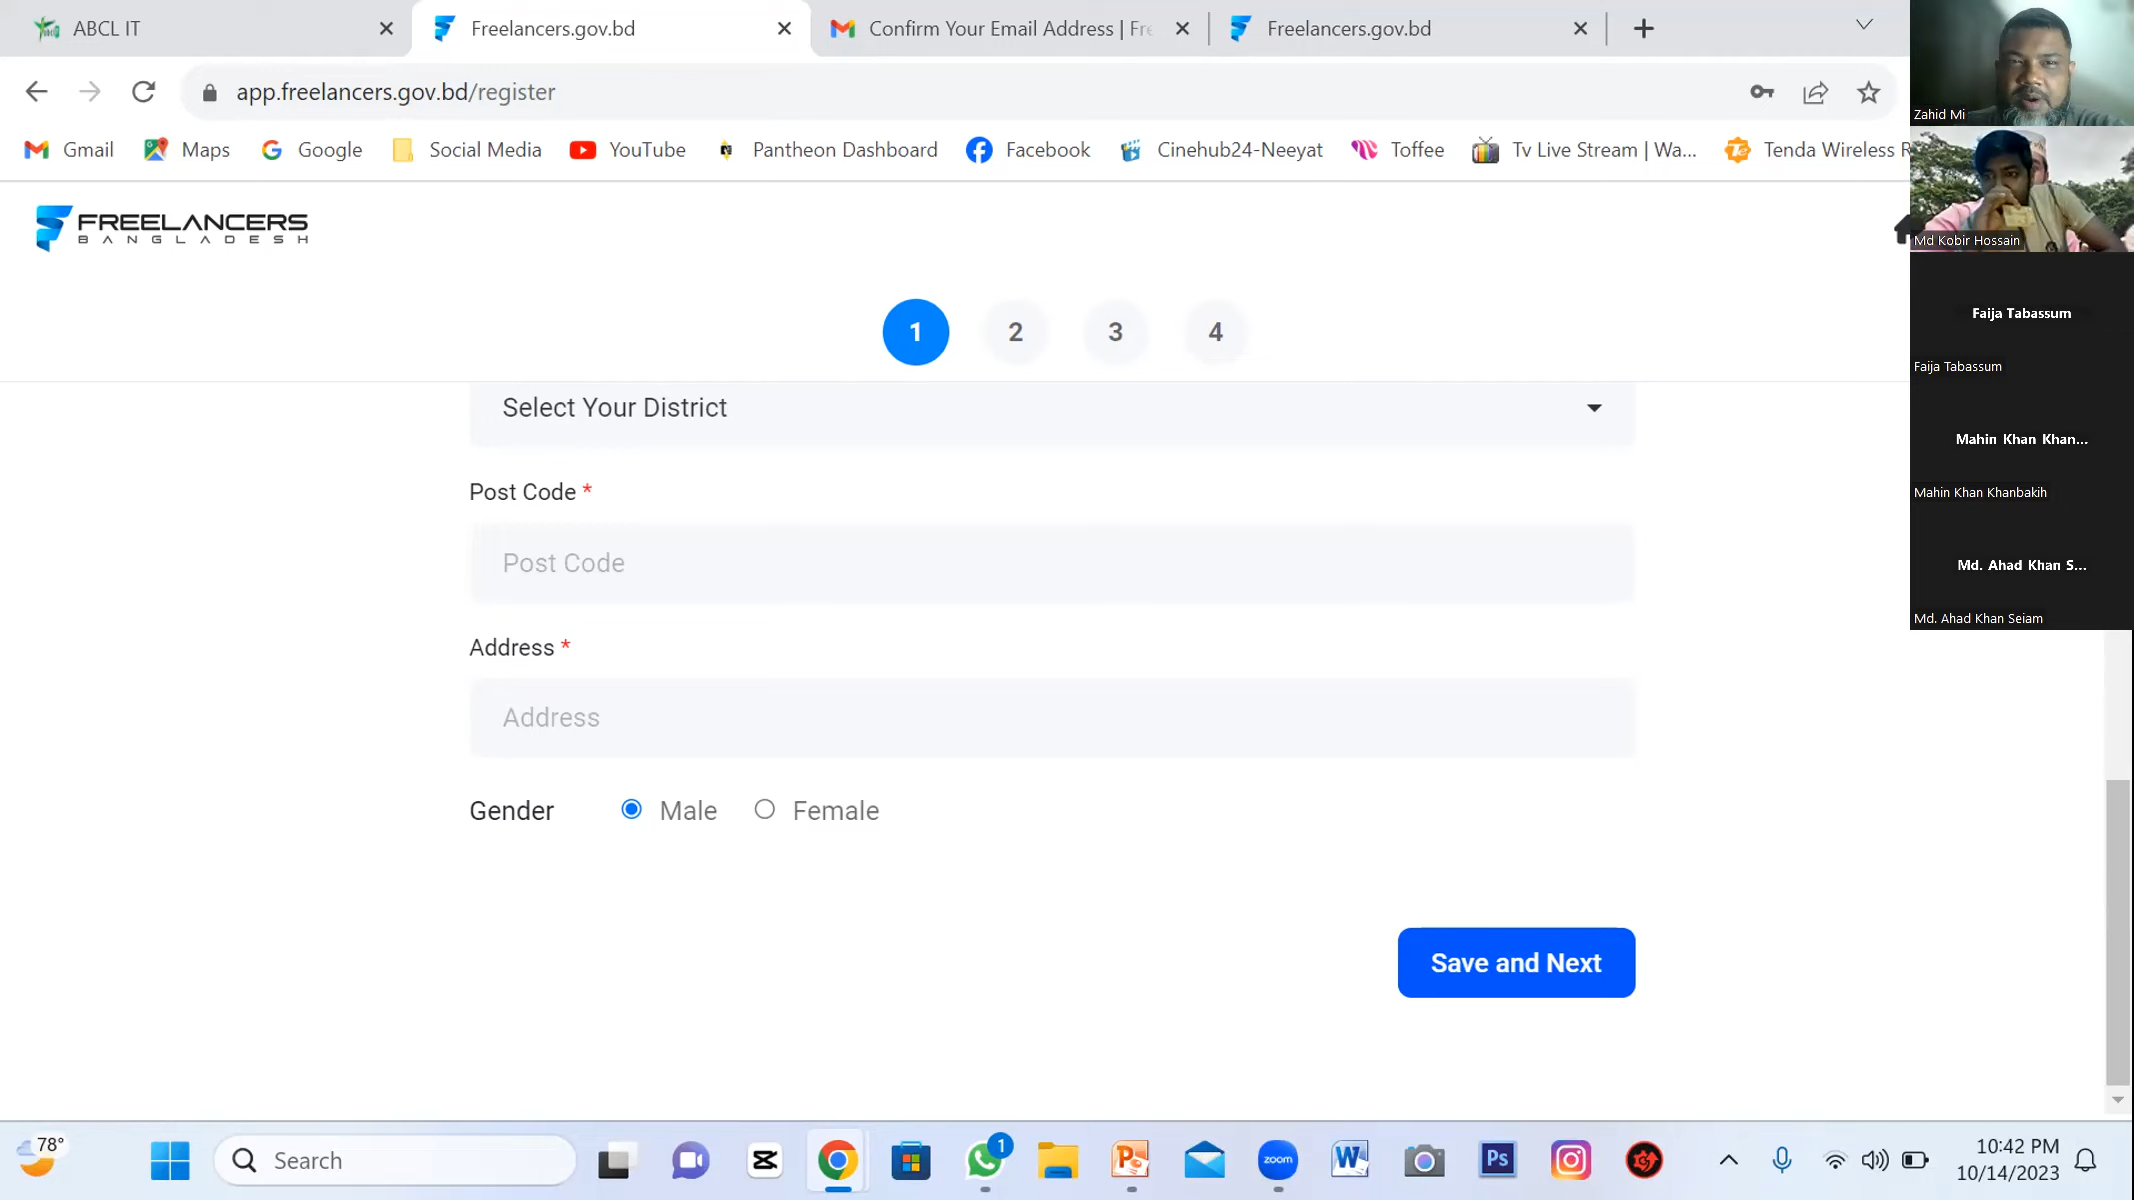 ABCL IT
Freelancers.gov.bd
Confirm Your Email Address | Fre
Freelancers.gov.bd
app.freelancers.gov.bd/register
Gmail
Maps
Google
Social Media
YouTube
Pantheon Dashboard
Facebook
Cinehub24-Neeyat
Toffee
Tv Live Stream | Wa...
Tenda Wireless R
Zahid Mi
Md Kobir Hossain
Faija Tabassum
Faija Tabassum
Mahin Khan Khan...
Mahin Khan Khanbakih
Md. Ahad Khan S...
Md. Ahad Khan Seiam
FREELANCERS
BANGLADESH
1 2 3 4
Select Your District
Post Code *
Post Code
Address *
Address
Gender Male Female
Save and Next
78°
Search
1
zoom
W
Ps
10:42 PM
10/14/2023